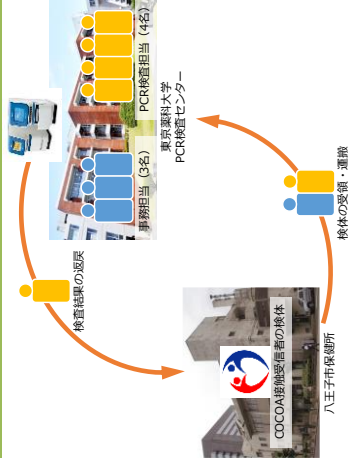 事務担当（3名）
PCR検査担当（4名）
東京薬科大学
PCR検査センター
検査結果の返戻
検体の受領・運搬
COCOA接触受信者の検体
八王子市保健所